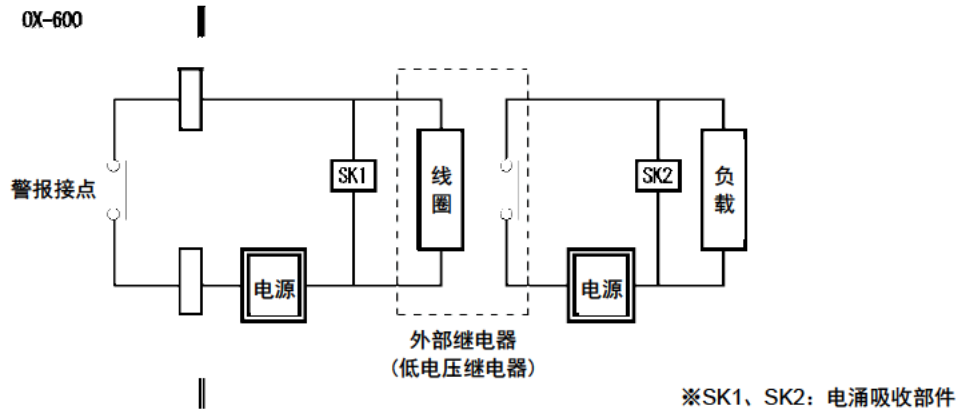 OX-600
警报接点
SK1
线圈
SK2
负载
电源
电源
外部继电器
（低电压继电器）
※SK1、SK2：电涌吸收部件